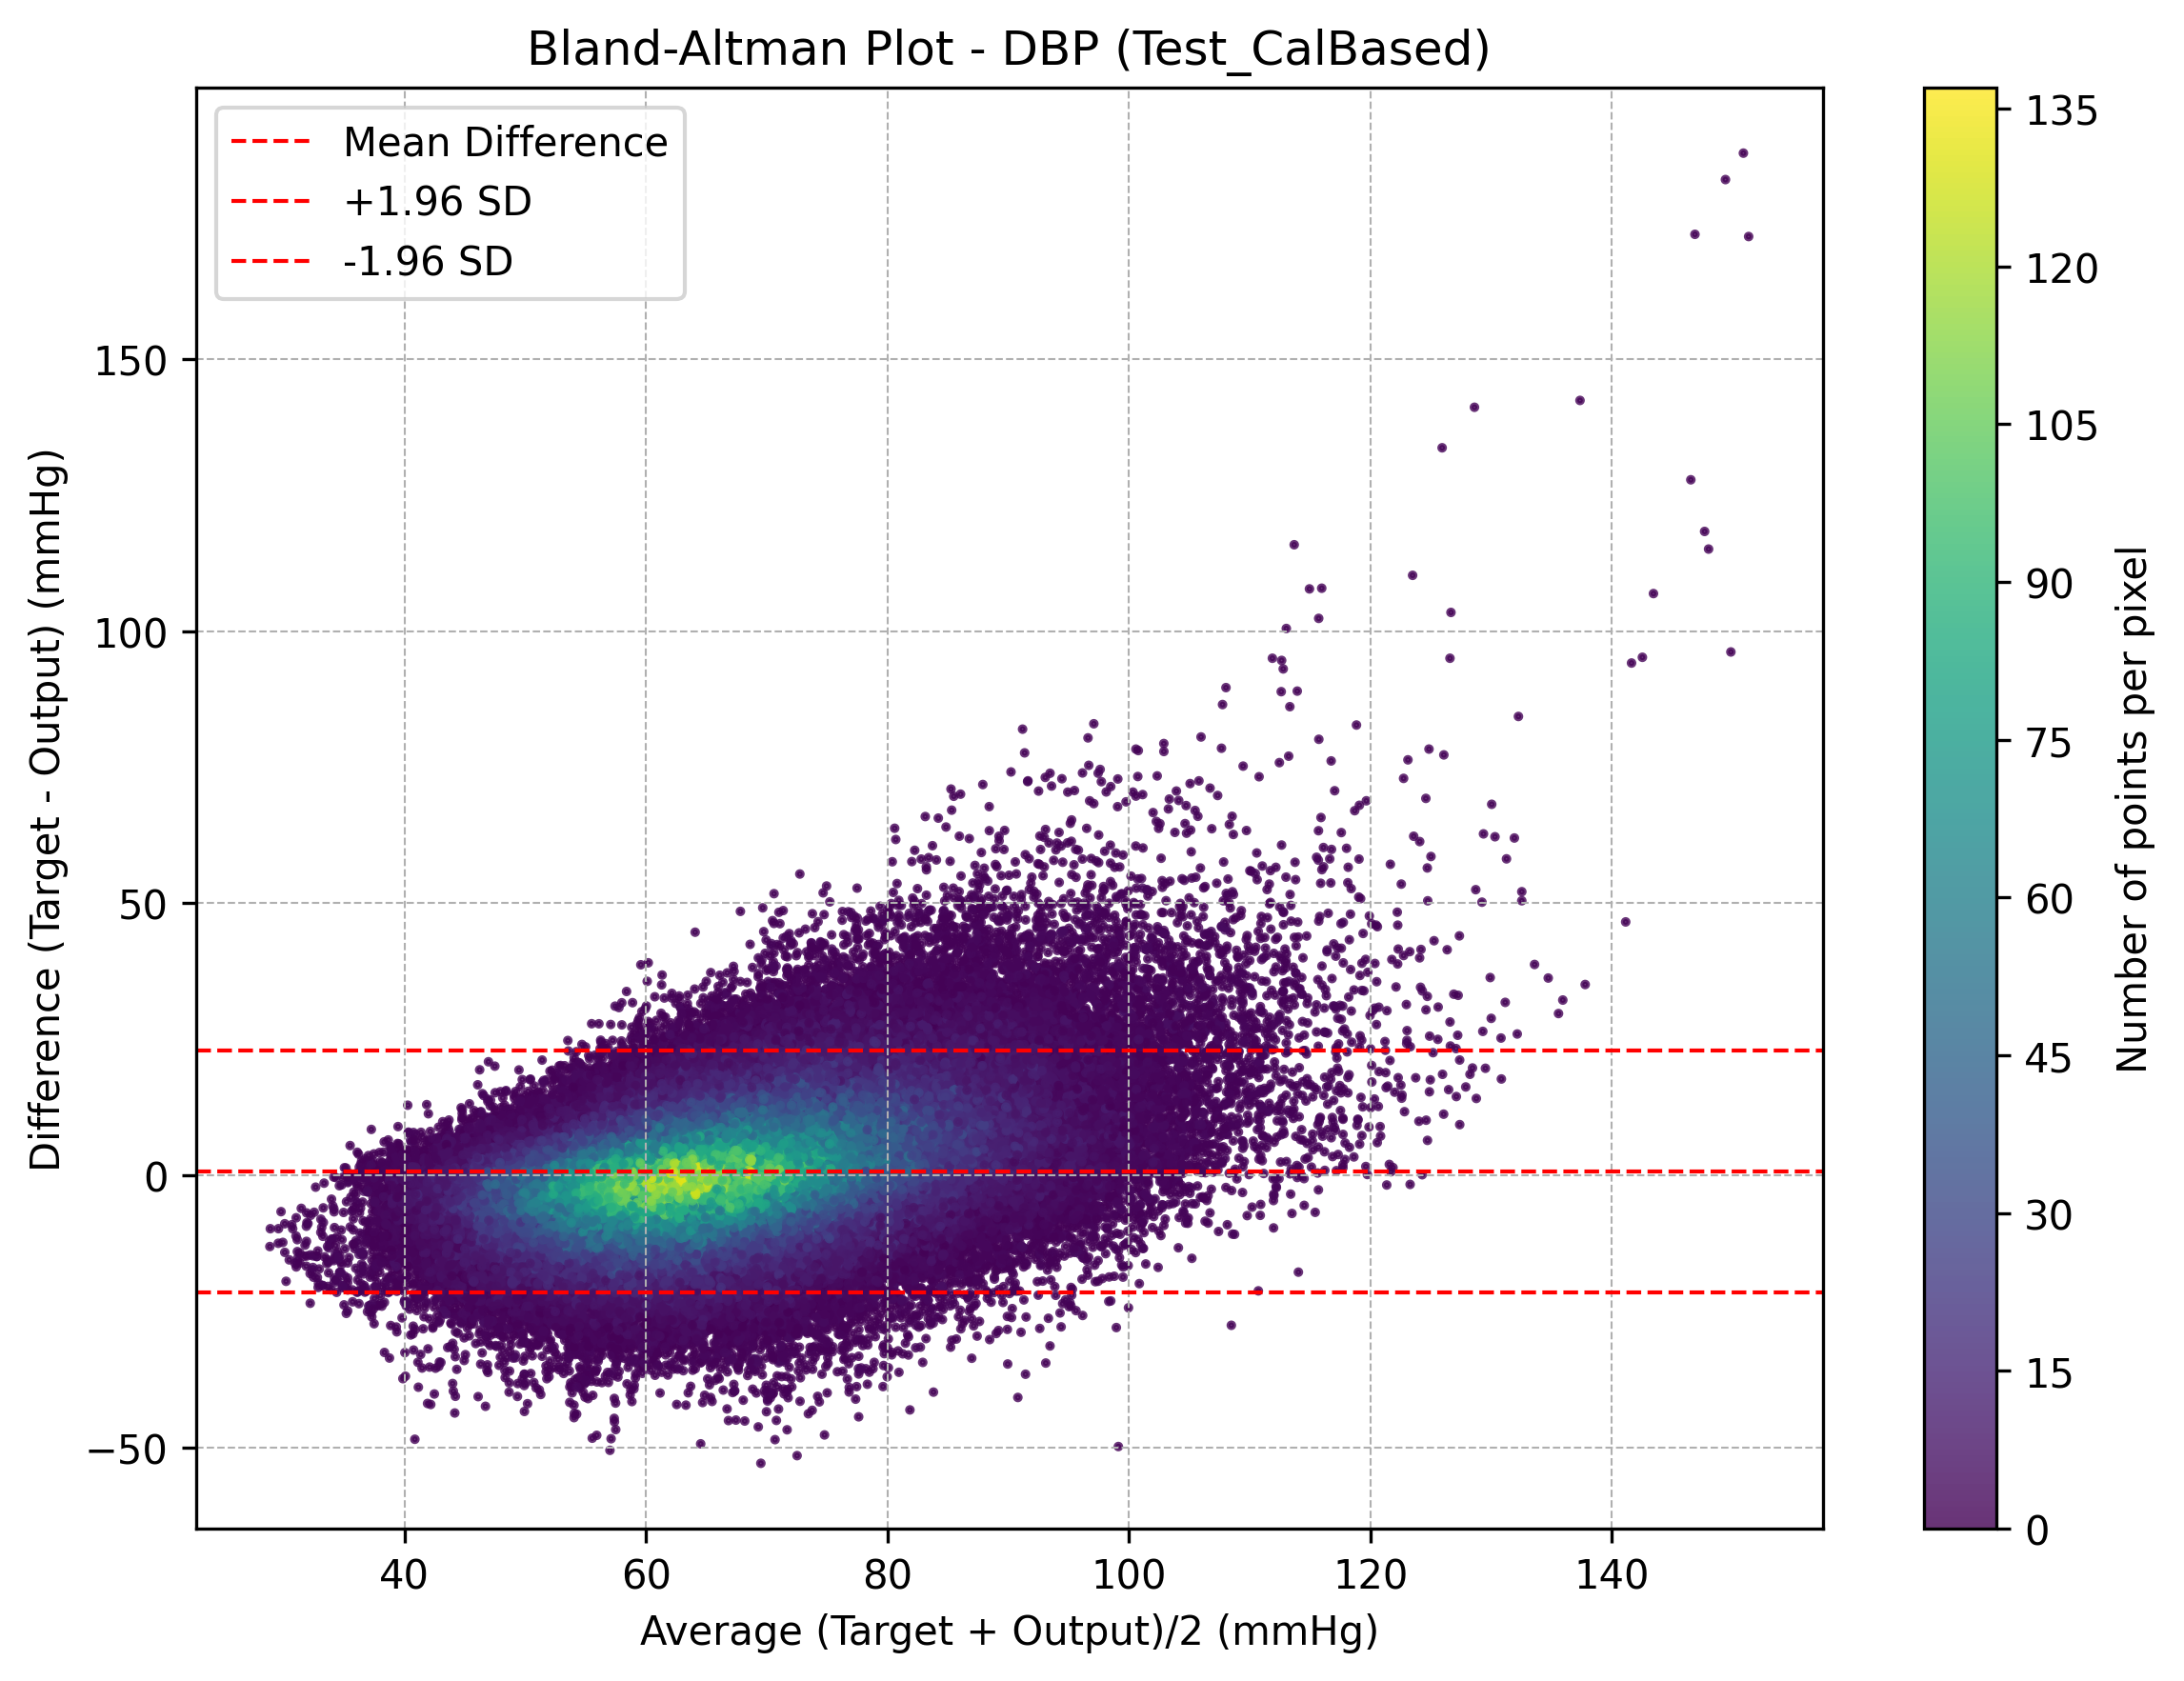 Bland-Altman Plot - DBP (Test_CalBased)
Mean Difference
+1.96 SD
-1.96 SD
Difference (Target - Output) (mmHg)
150
100
50
0
−50
40 60 80 100 120 140
Average (Target + Output)/2 (mmHg)
135
120
105
90
75
60
45
30
15
0
Number of points per pixel